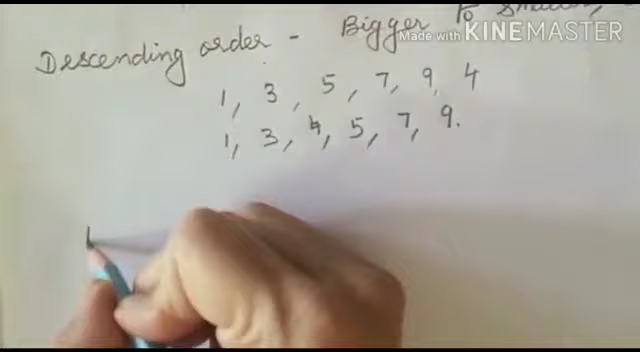 Descending order - Bigger to smaller,
Made with KINEMASTER
1, 3, 5, 7, 9, 4
1, 3, 4, 5, 7, 9.